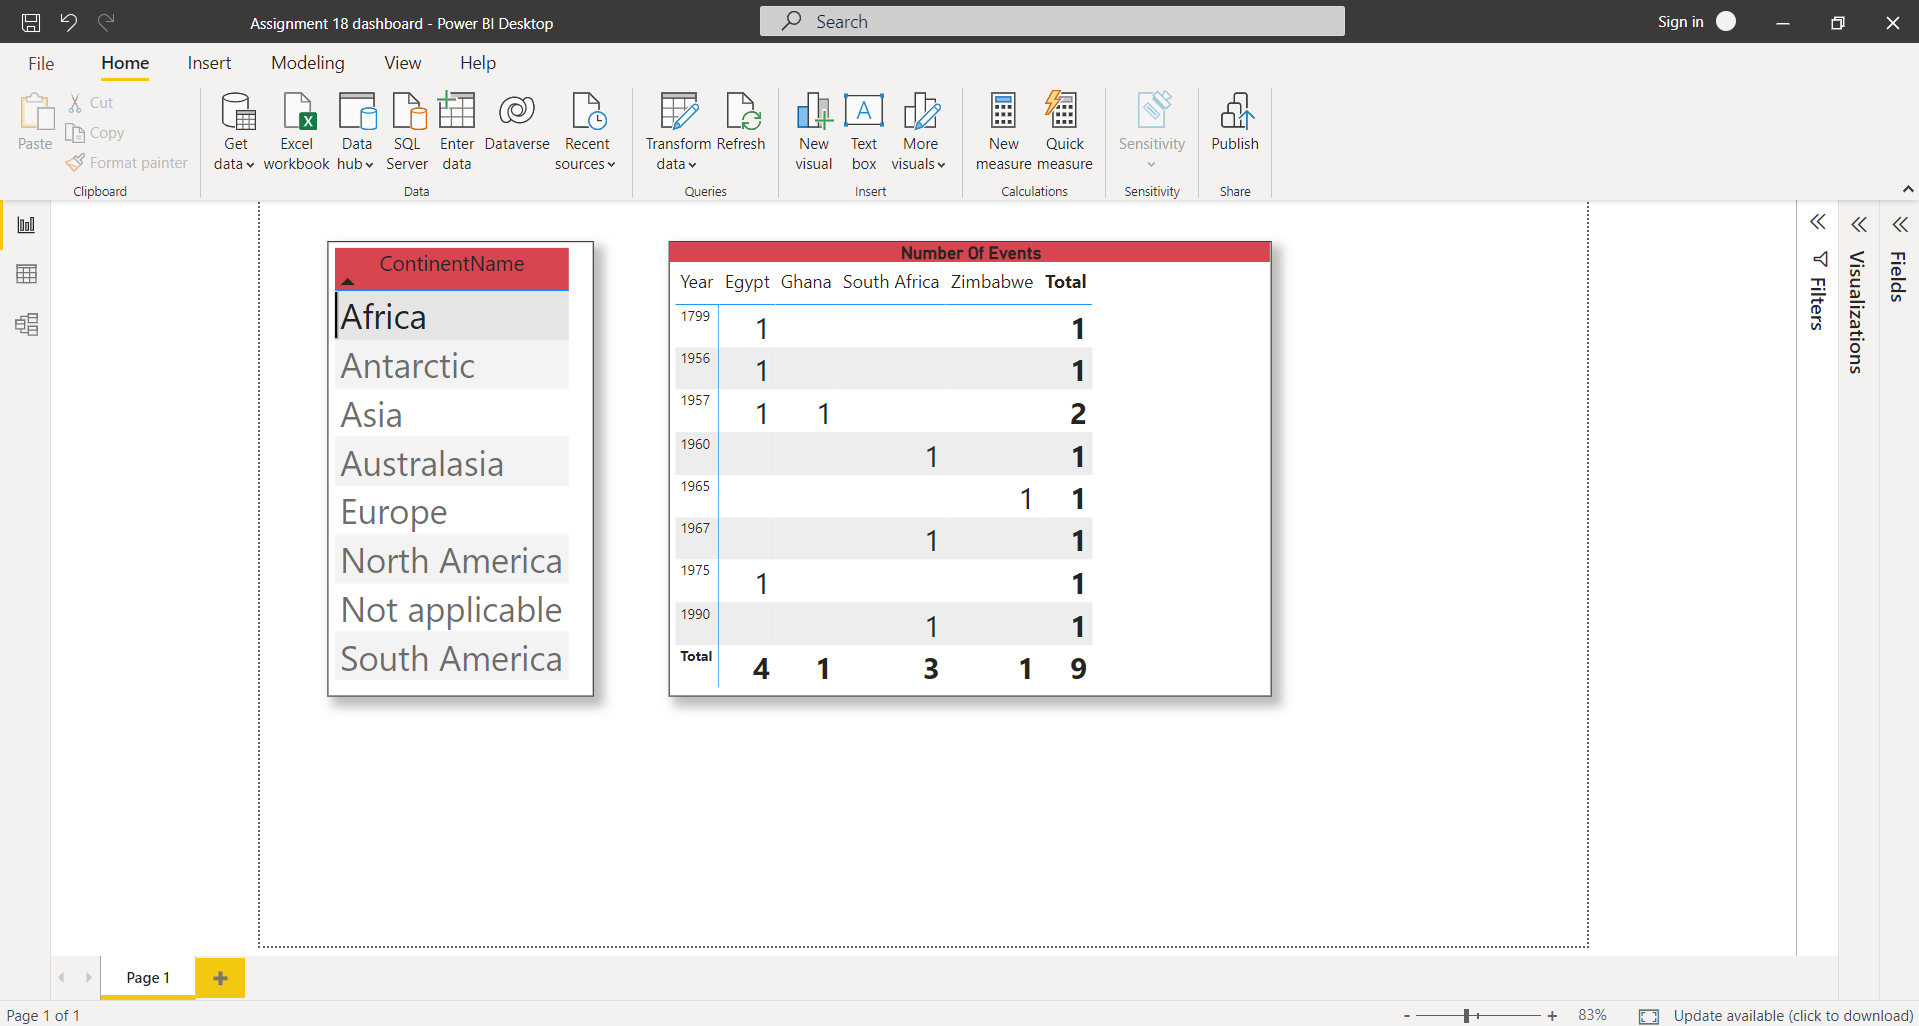 Assignment 18 dashboard - Power BI Desktop
Search
Sign in
File Home Insert Modeling View Help
Paste
Cut
Copy
Format painter
Clipboard
Get data
Excel workbook
Data hub
SQL Server
Enter data
Dataverse
Recent sources
Data
Transform data
Refresh
Queries
New visual
Text box
More visuals
Insert
New measure
Quick measure
Calculations
Sensitivity
Sensitivity
Publish
Share
ContinentName
Africa
Antarctic
Asia
Australasia
Europe
North America
Not applicable
South America
Number Of Events
Year Egypt Ghana South Africa Zimbabwe Total
1799 1 1
1956 1 1
1957 1 1 2
1960 1 1
1965 1 1
1967 1 1
1975 1 1
1990 1 1
Total 4 1 3 1 9
Filters
Visualizations
Fields
Page 1
Page 1 of 1
- + 83%
Update available (click to download)